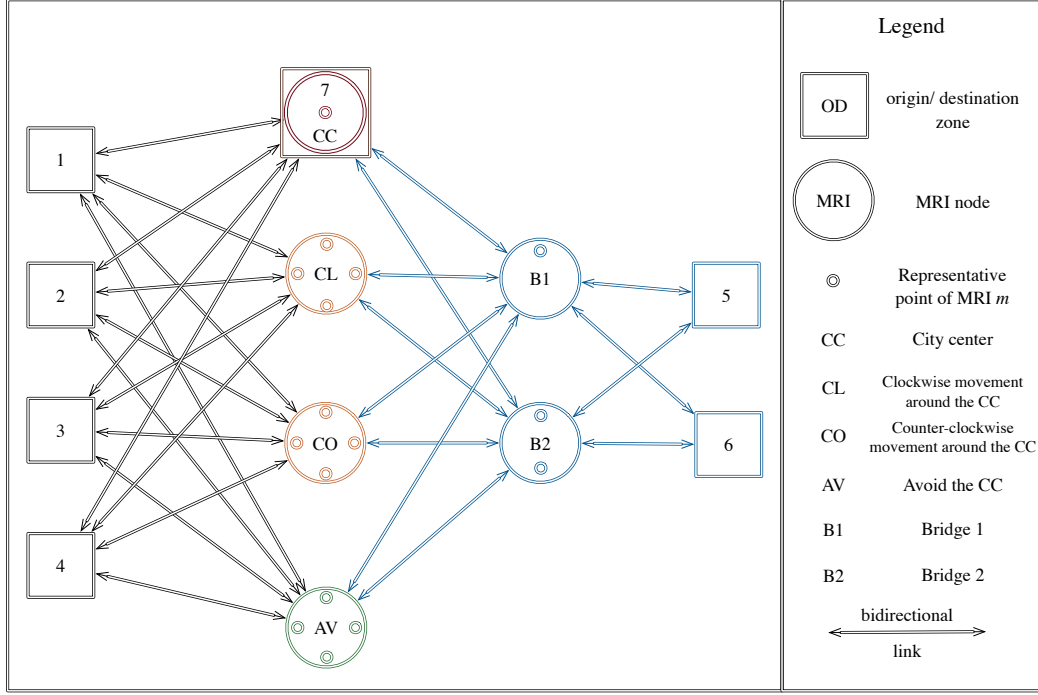 7
CC
1
CL
B1
2
5
CO
B2
3
6
4
AV
Legend
OD
origin/ destination
zone
MRI
MRI node
Representative
point of MRI m
CC
City center
CL
Clockwise movement
around the CC
CO
Counter-clockwise
movement around the CC
AV
Avoid the CC
B1
Bridge 1
B2
Bridge 2
bidirectional
link